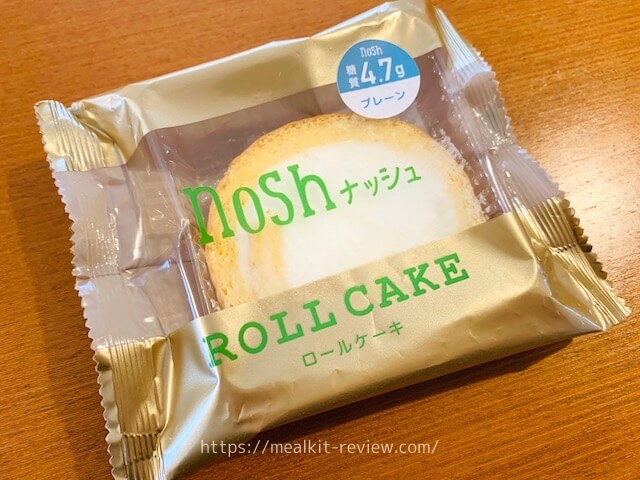 nosh
糖質4.7g
プレーン
nosh ナッシュ
ROLL CAKE
ロールケーキ
https://mealkit-review.com/